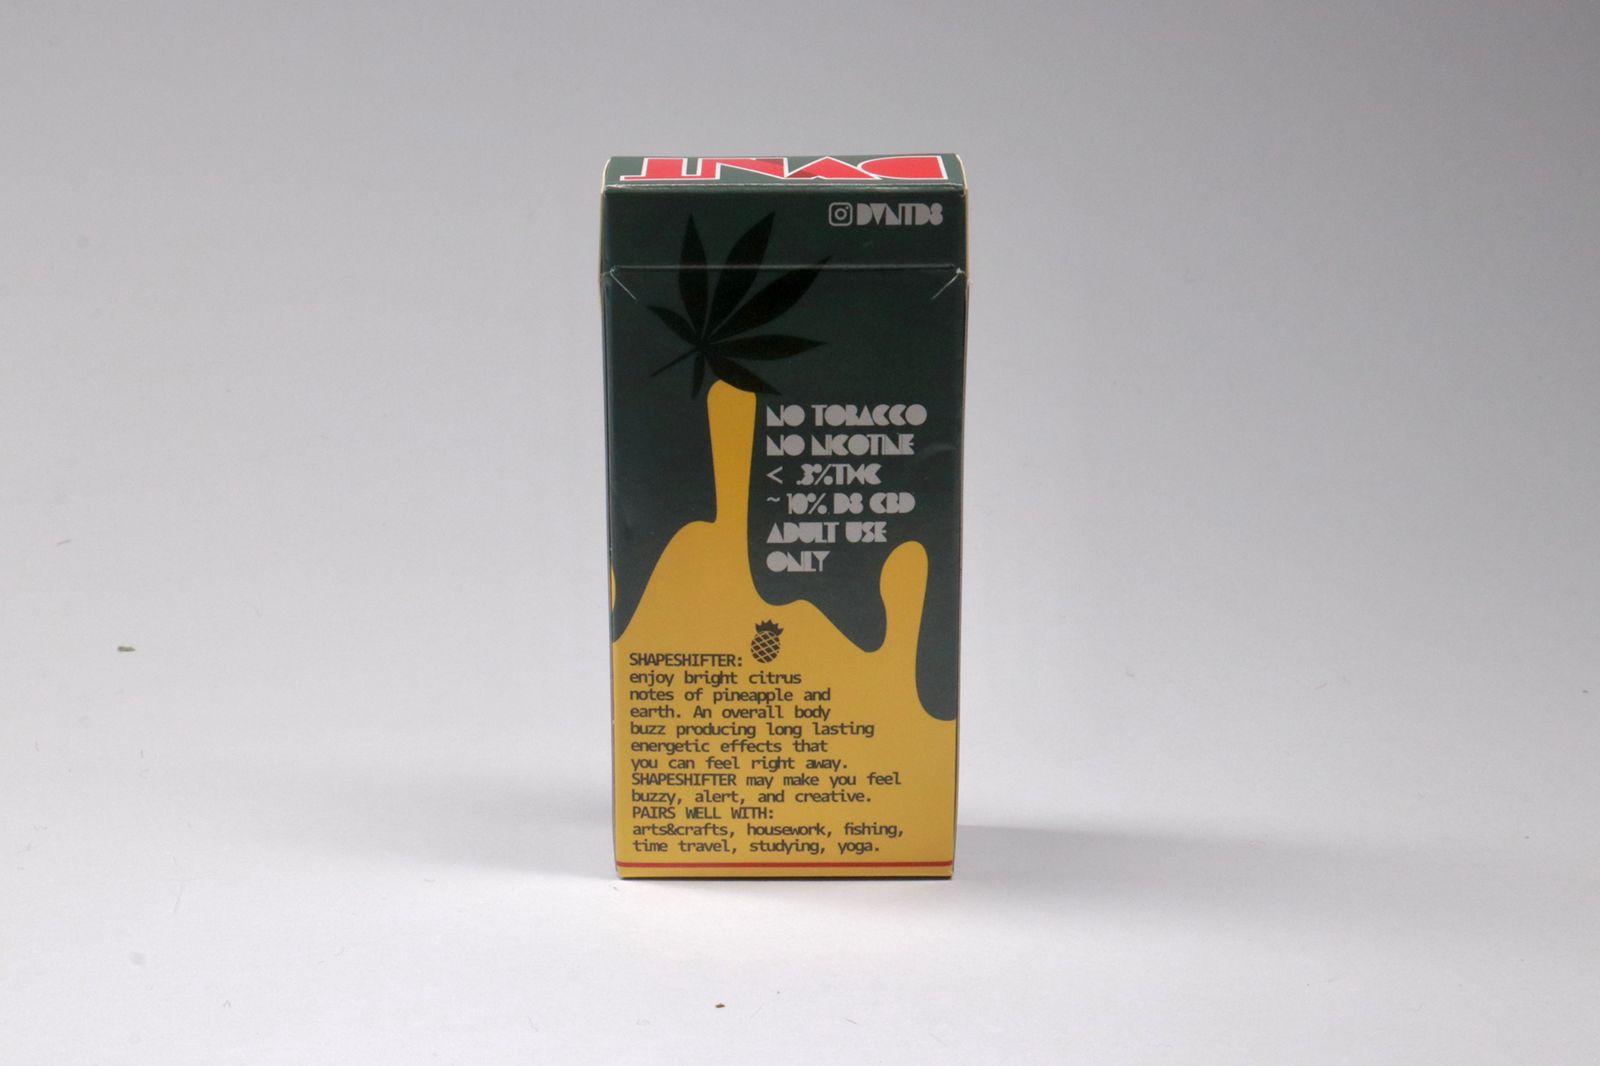 DVNT
DVNTD8
NO TOBACCO
NO NICOTINE
< .3%THC
~ 10% D8 CBD
ADULT USE
ONLY
SHAPESHIFTER:
enjoy bright citrus
notes of pineapple and
earth. An overall body
buzz producing long lasting
energetic effects that
you can feel right away.
SHAPESHIFTER may make you feel
buzzy, alert, and creative.
PAIRS WELL WITH:
arts&crafts, housework, fishing,
time travel, studying, yoga.